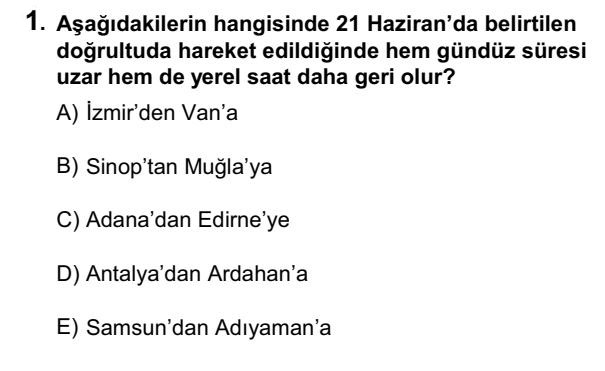 1. Aşağıdakilerin hangisinde 21 Haziran'da belirtilen
doğrultuda hareket edildiğinde hem gündüz süresi
uzar hem de yerel saat daha geri olur?
A) İzmir'den Van'a
B) Sinop'tan Muğla'ya
C) Adana'dan Edirne'ye
D) Antalya'dan Ardahan'a
E) Samsun'dan Adıyaman'a